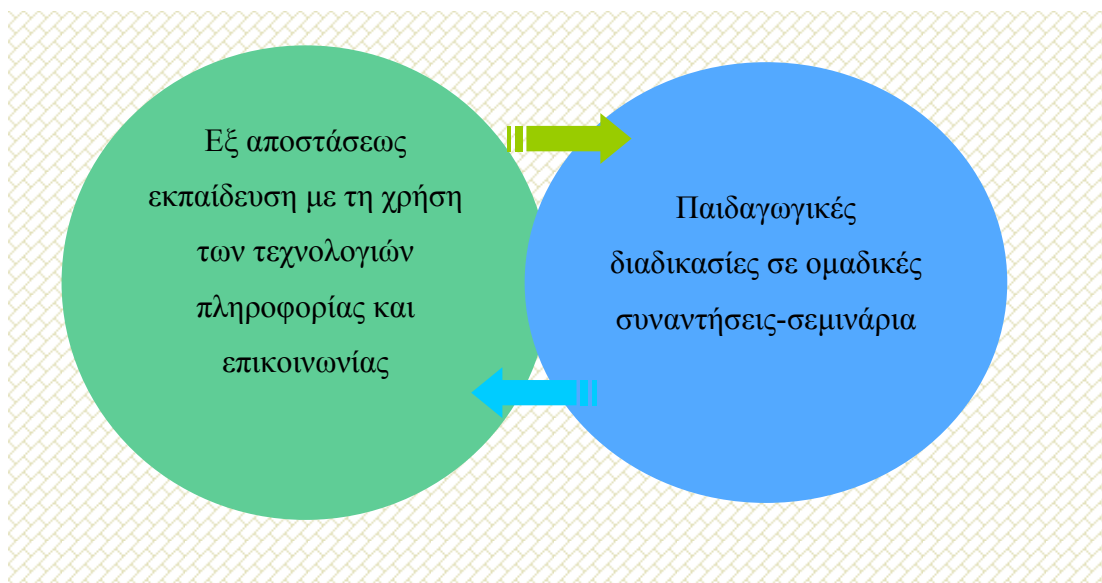 Εξ αποστάσεως
εκπαίδευση με τη χρήση
των τεχνολογιών
πληροφορίας και
επικοινωνίας
Παιδαγωγικές
διαδικασίες σε ομαδικές
συναντήσεις-σεμινάρια